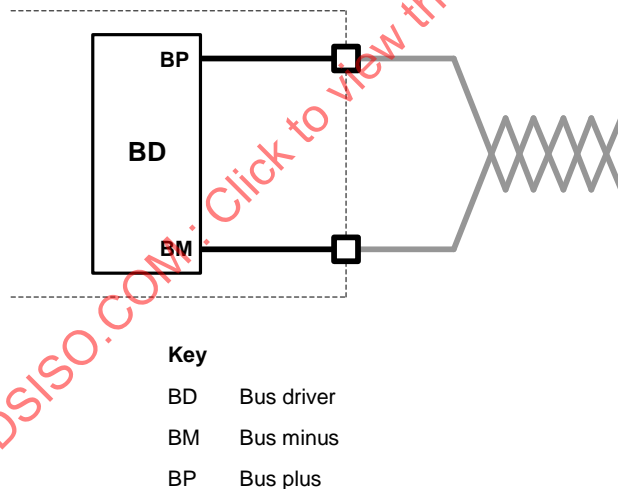 BP
BD
BM
Key
BD Bus driver
BM Bus minus
BP Bus plus
DSISO.COM : Click to view th